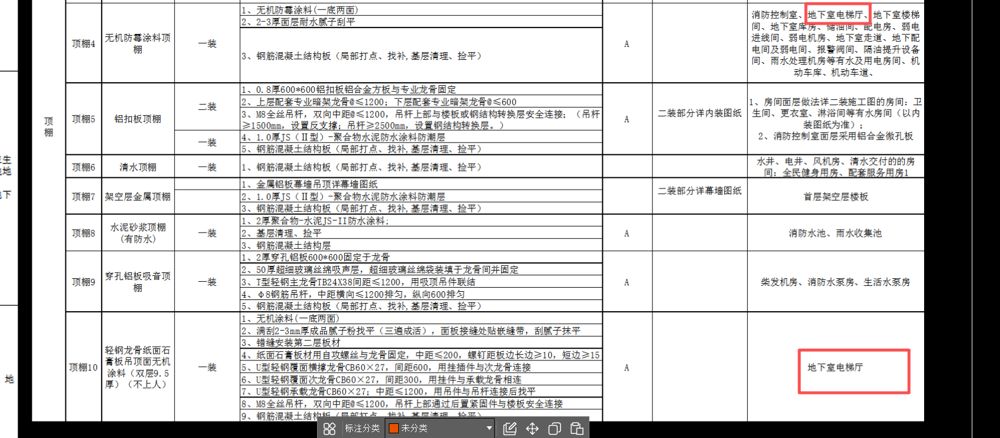 生
地
下
地
顶
棚
顶棚4
无机防霉涂料顶
棚
一装
1、无机防霉涂料(一底两面)
2、2-3厚面层耐水腻子刮平
3、钢筋混凝土结构板（局部打点、找补,基层清理、捡平）
A
消防控制室、地下室电梯厅、地下室楼梯
间、地下室库房、储油间、配电房、弱电
进线间、弱电机房、地下室走道、地下配
电间及弱电间、报警阀间、隔油提升设备
间、雨水处理机房等有水及用电房间、机
动车库、机动车道、
顶棚5
铝扣板顶棚
二装
一装
1、0.8厚600*600铝扣板铝合金方板与专业龙骨固定
2、上层配套专业暗架龙骨@≤1200；下层配套专业暗架龙骨@≤600
3、M8全丝吊杆，双向中距@≤1200，吊杆上部与楼板或钢结构转换层安全连接；（吊杆
≥1500mm，设置反支撑；吊杆≥2500mm，设置钢结构转换层。）
4、1.0厚JS（Ⅱ型）-聚合物水泥防水涂料防潮层
5、钢筋混凝土结构板（局部打点、找补,基层清理、捡平）
A
二装部分详内装图纸
1、房间面层做法详二装施工图的房间：卫
生间、更衣室、淋浴间等有水房间（以内
装图纸为准）；
2、消防控制室面层采用铝合金微孔板
顶棚6
清水顶棚
一装
1、钢筋混凝土结构板（局部打点、找补,基层清理、捡平）
水井、电井、风机房、清水交付的的房
间：全民健身用房、配套服务用房1
顶棚7
架空层金属顶棚
1、金属铝板幕墙吊顶详幕墙图纸
2、1.0厚JS（Ⅱ型）-聚合物水泥防水涂料防潮层
3、钢筋混凝土结构板（局部打点、找补,基层清理、捡平）
二装部分详幕墙图纸
首层架空层楼板
顶棚8
水泥砂浆顶棚
(有防水)
一装
1、2厚聚合物-水泥JS-II防水涂料;
2、基层清理、捡平
3、钢筋混凝土结构层
A
消防水池、雨水收集池
顶棚9
穿孔铝板吸音顶
棚
一装
1、2厚穿孔铝板600*600固定于龙骨
2、50厚超细玻璃丝绵吸声层，超细玻璃丝绵袋装填于龙骨间并固定
3、T型轻钢主龙骨TB24X38间距≤1200，用吸顶吊件联结
4、Φ8钢筋吊杆，中距横向≤1200排匀，纵向600排匀
5、钢筋混凝土结构板（局部打点、找补,基层清理、捡平）
A
柴发机房、消防水泵房、生活水泵房
顶棚10
轻钢龙骨纸面石
膏板吊顶面无机
涂料（双层9.5
厚）（不上人）
一装
1、无机涂料(一底两面)
2、满刮2-3mm厚成品腻子粉找平（三遍成活），面板接缝处贴嵌缝带，刮腻子抹平
3、错缝安装第二层板材
4、纸面石膏板材用自攻螺丝与龙骨固定，中距≤200，螺钉距板边长边≥10，短边≥15
5、U型轻钢覆面横撑龙骨CB60×27，间距600，用挂插件与次龙骨连接
6、U型轻钢覆面次龙骨CB60×27，间距300，用挂件与承载龙骨相连
7、U型轻钢承载龙骨CB60×27；中距≤1200，用吊件与吊杆连接后找平
8、M8全丝吊杆，双向中距@≤1200，吊杆上部通过后置紧固件与楼板安全连接
9、钢筋混凝土结构板（局部打点、找补,基层清理、捡平）
A
地下室电梯厅
标注分类
未分类